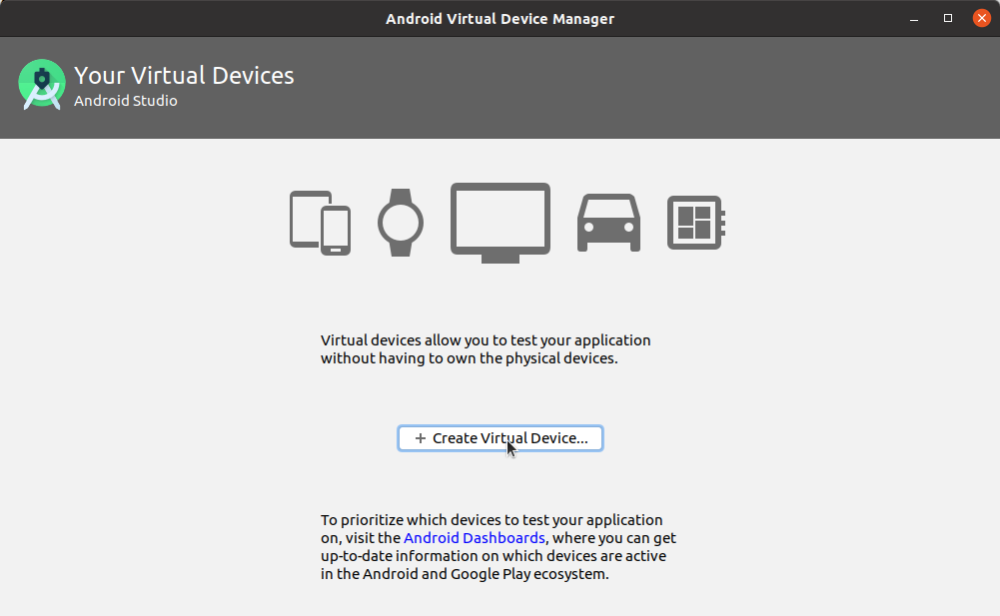 Android Virtual Device Manager
Your Virtual Devices
Android Studio
Virtual devices allow you to test your application
without having to own the physical devices.
+ Create Virtual Device...
To prioritize which devices to test your application
on, visit the Android Dashboards, where you can get
up-to-date information on which devices are active
in the Android and Google Play ecosystem.